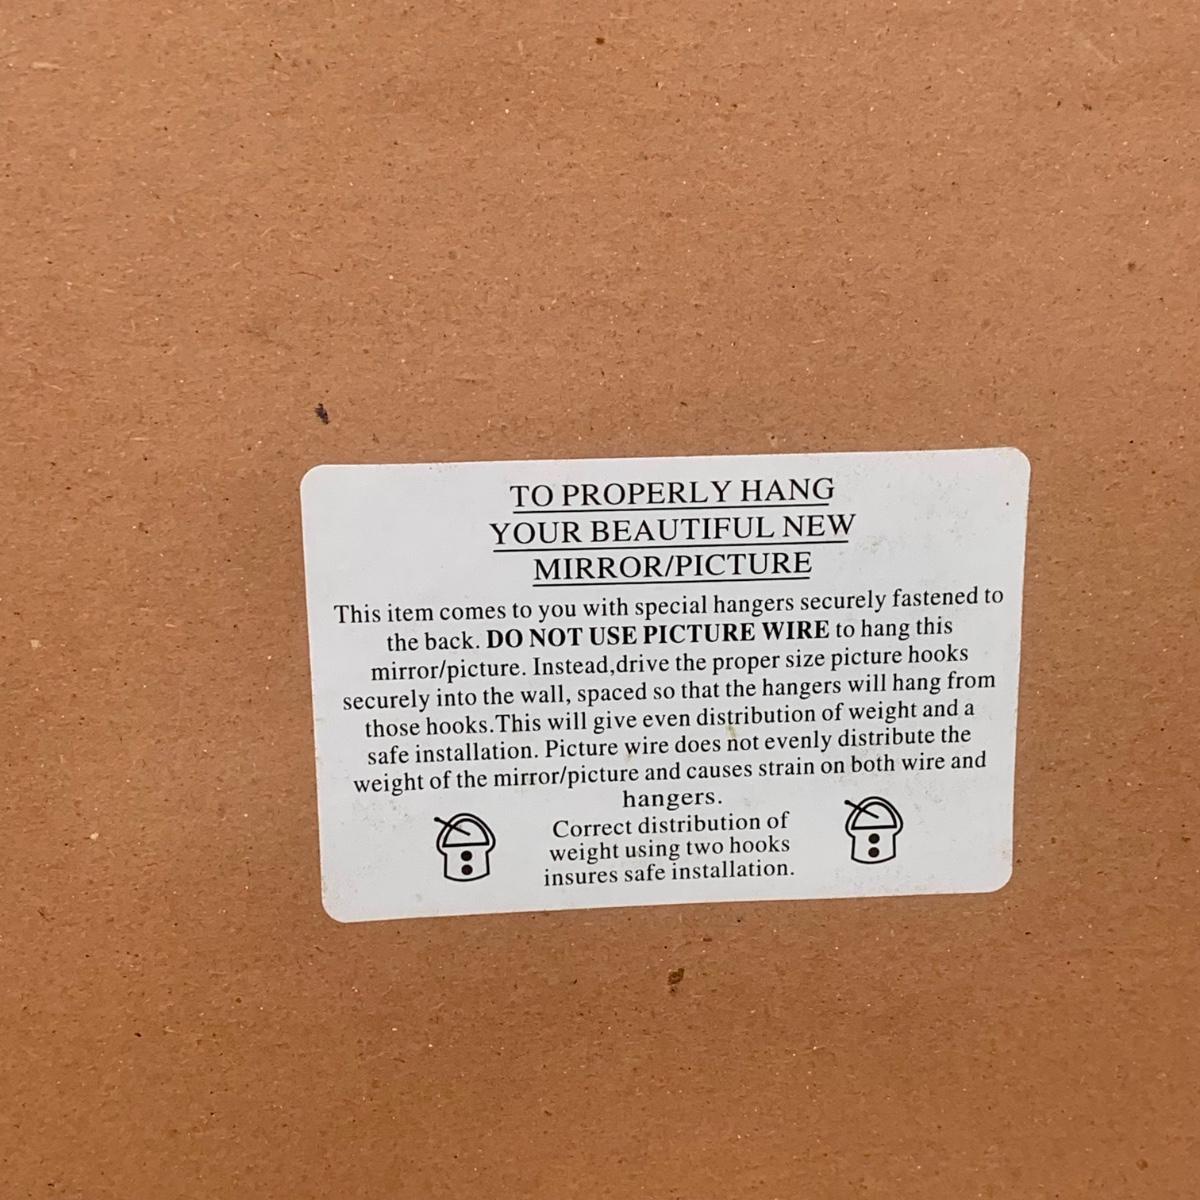 TO PROPERLY HANG
YOUR BEAUTIFUL NEW
MIRROR/PICTURE
This item comes to you with special hangers securely fastened to
the back. DO NOT USE PICTURE WIRE to hang this
mirror/picture. Instead,drive the proper size picture hooks
securely into the wall, spaced so that the hangers will hang from
those hooks.This will give even distribution of weight and a
safe installation. Picture wire does not evenly distribute the
weight of the mirror/picture and causes strain on both wire and
hangers.
Correct distribution of
weight using two hooks
insures safe installation.